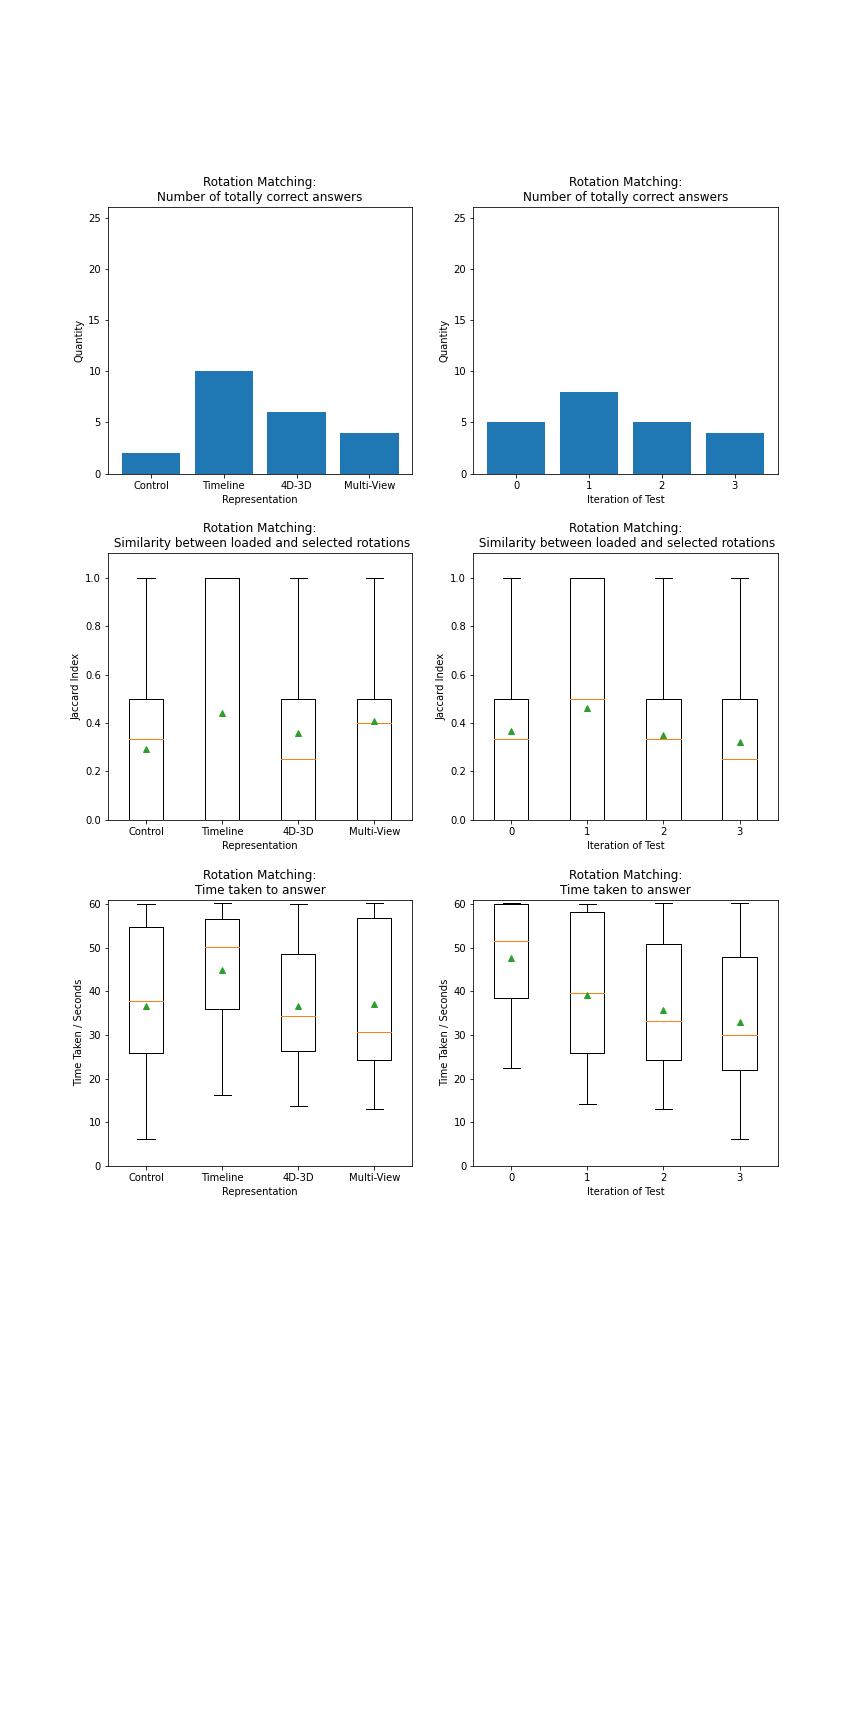 Rotation Matching:
Number of totally correct answers
25
20
15
10
5
0
Quantity
Control Timeline 4D-3D Multi-View
Representation
Rotation Matching:
Number of totally correct answers
25
20
15
10
5
0
Quantity
0 1 2 3
Iteration of Test
Rotation Matching:
Similarity between loaded and selected rotations
1.0
0.8
0.6
0.4
0.2
0.0
Jaccard Index
Control Timeline 4D-3D Multi-View
Representation
Rotation Matching:
Similarity between loaded and selected rotations
1.0
0.8
0.6
0.4
0.2
0.0
Jaccard Index
0 1 2 3
Iteration of Test
Rotation Matching:
Time taken to answer
60
50
40
30
20
10
0
Time Taken / Seconds
Control Timeline 4D-3D Multi-View
Representation
Rotation Matching:
Time taken to answer
60
50
40
30
20
10
0
Time Taken / Seconds
0 1 2 3
Iteration of Test